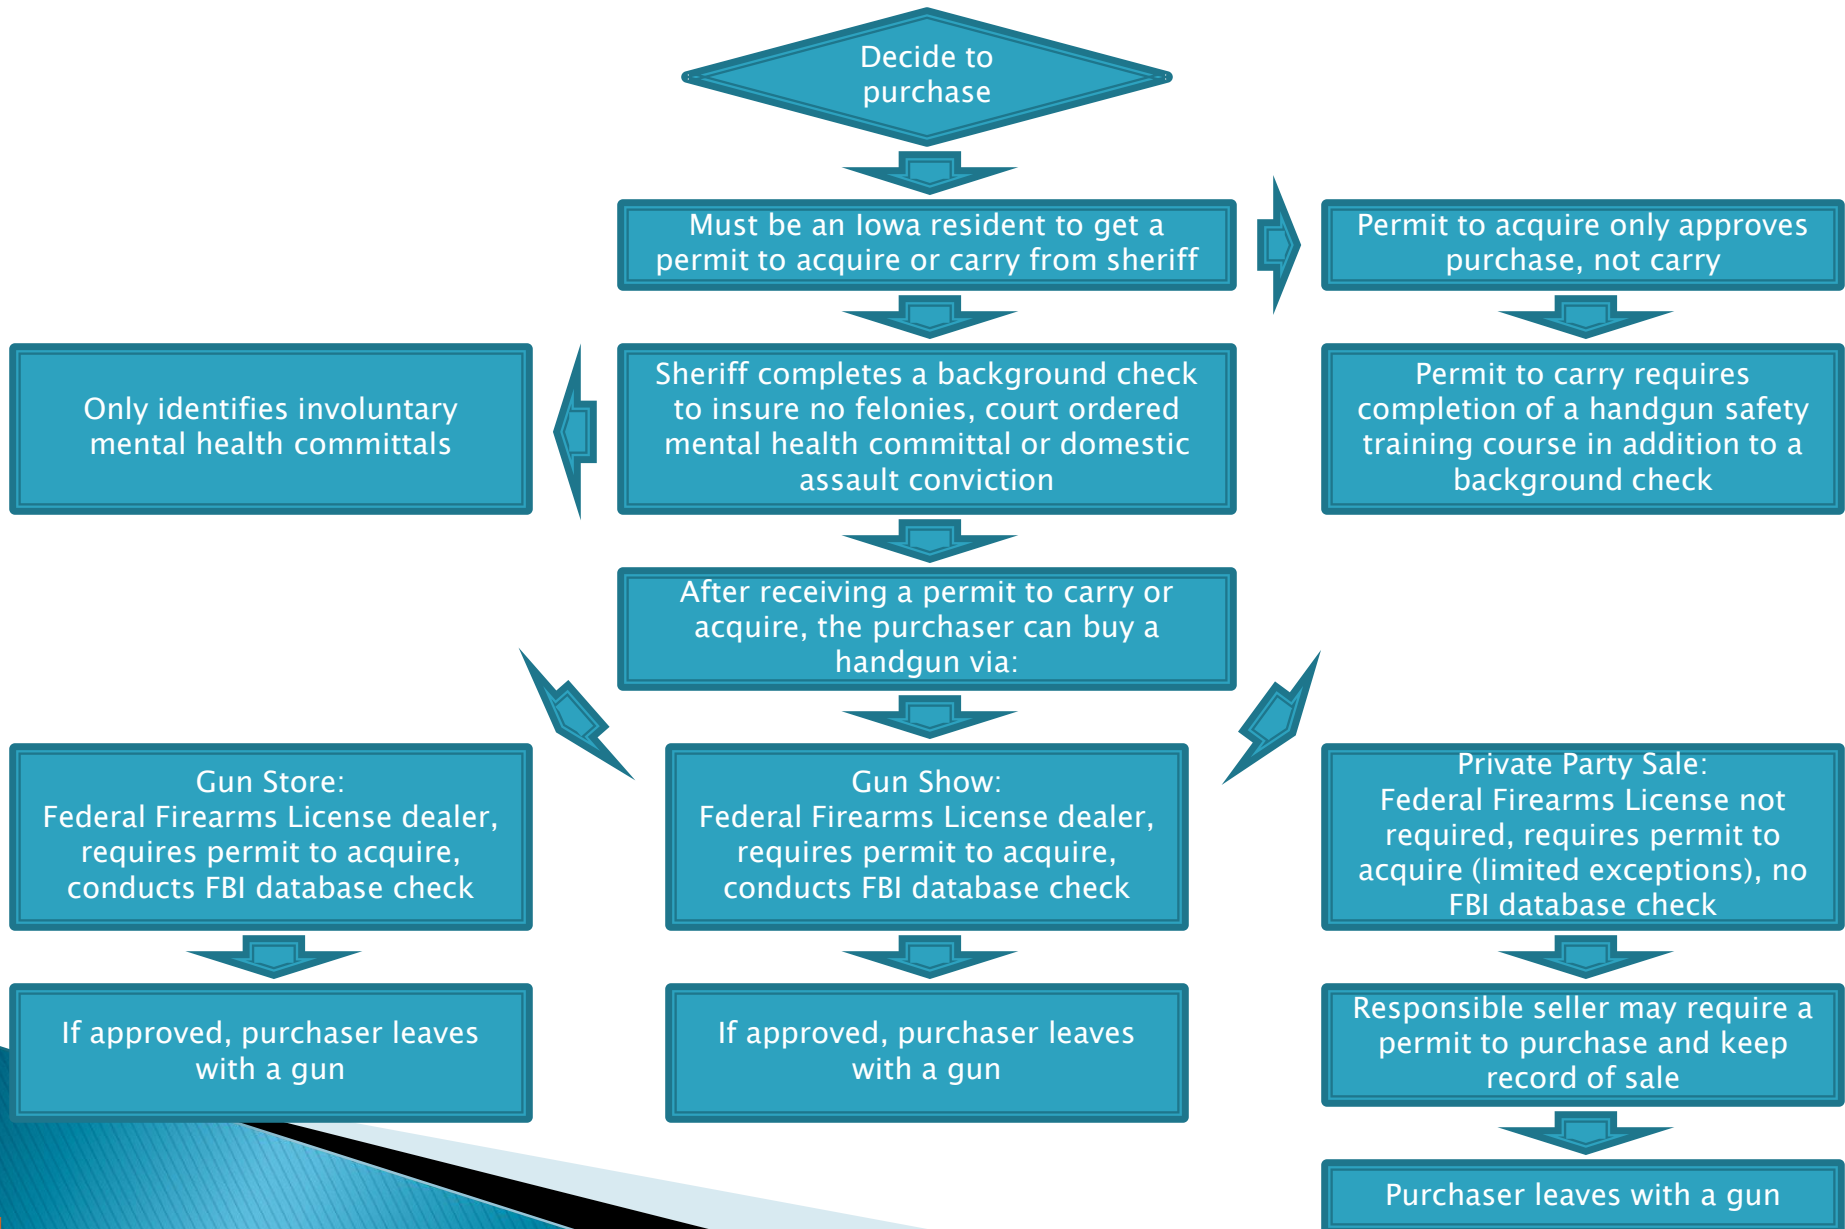 Decide to
purchase
Must be an Iowa resident to get a
permit to acquire or carry from sheriff
Permit to acquire only approves
purchase, not carry
Only identifies involuntary
mental health committals
Sheriff completes a background check
to insure no felonies, court ordered
mental health committal or domestic
assault conviction
Permit to carry requires
completion of a handgun safety
training course in addition to a
background check
After receiving a permit to carry or
acquire, the purchaser can buy a
handgun via:
Gun Store:
Federal Firearms License dealer,
requires permit to acquire,
conducts FBI database check
Gun Show:
Federal Firearms License dealer,
requires permit to acquire,
conducts FBI database check
Private Party Sale:
Federal Firearms License not
required, requires permit to
acquire (limited exceptions), no
FBI database check
If approved, purchaser leaves
with a gun
If approved, purchaser leaves
with a gun
Responsible seller may require a
permit to purchase and keep
record of sale
Purchaser leaves with a gun